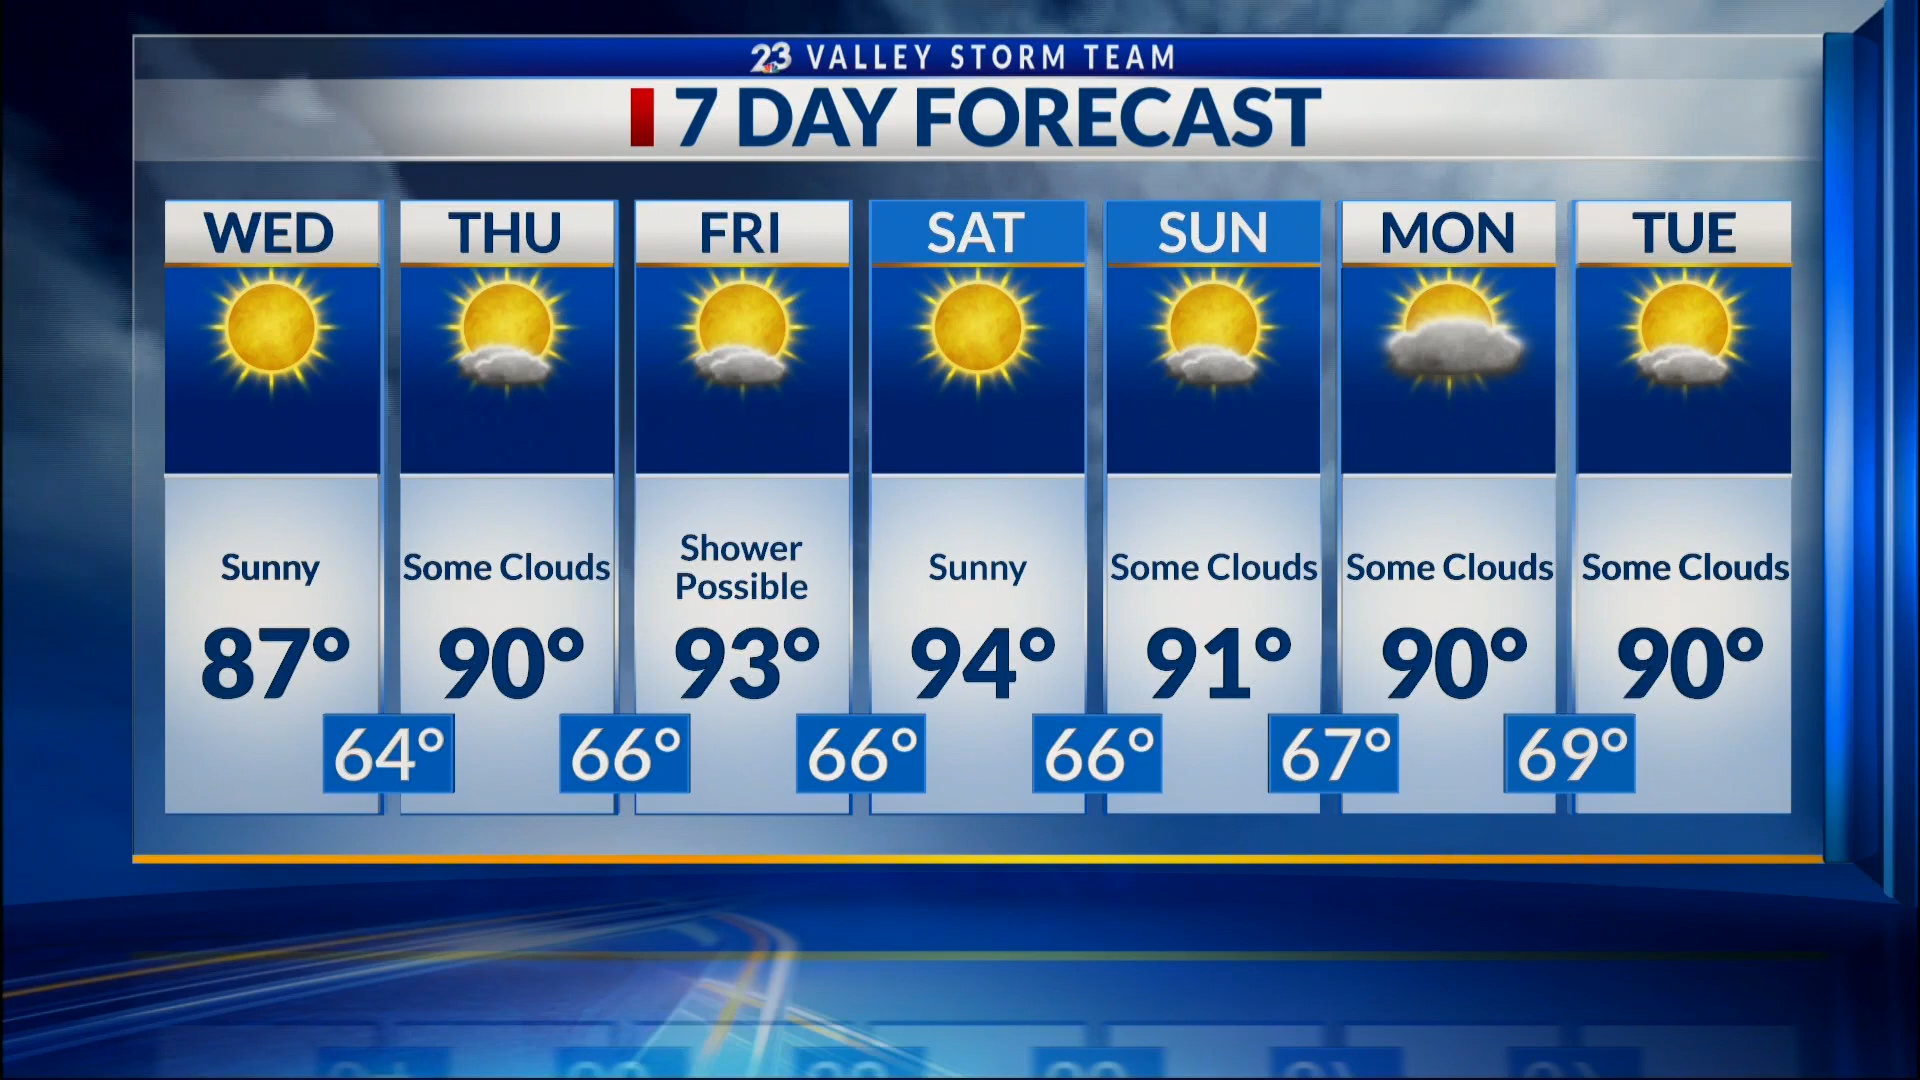 23 VALLEY STORM TEAM
7 DAY FORECAST
WED THU FRI SAT SUN MON TUE
Sunny
Some Clouds
Shower
Possible
Sunny
Some Clouds
Some Clouds
Some Clouds
87° 90° 93° 94° 91° 90° 90°
64° 66° 66° 66° 67° 69°